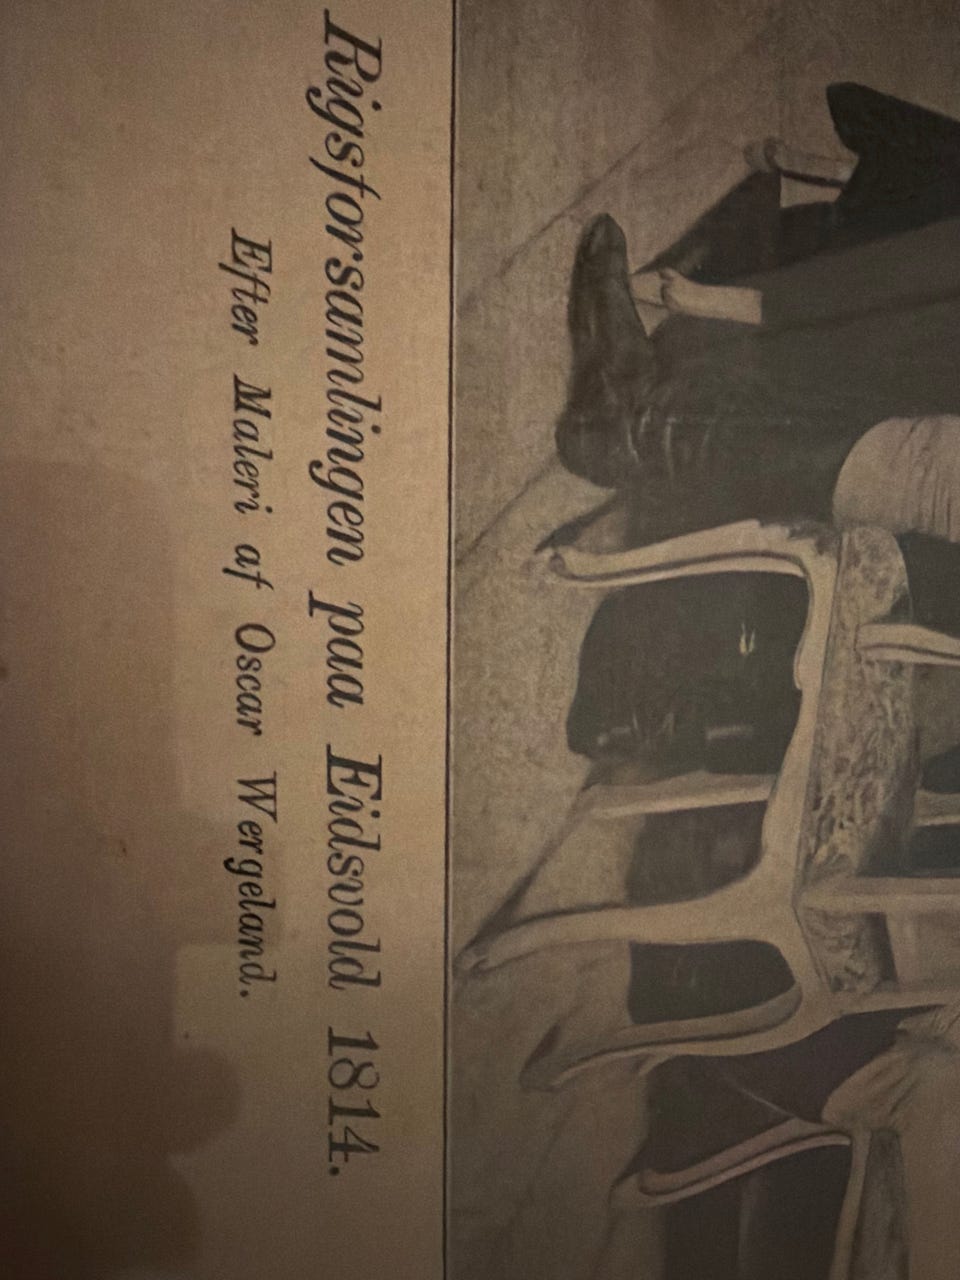 Rigsforsamlingen paa Eidsvold 1814.
Efter Maleri af Oscar Wergeland.